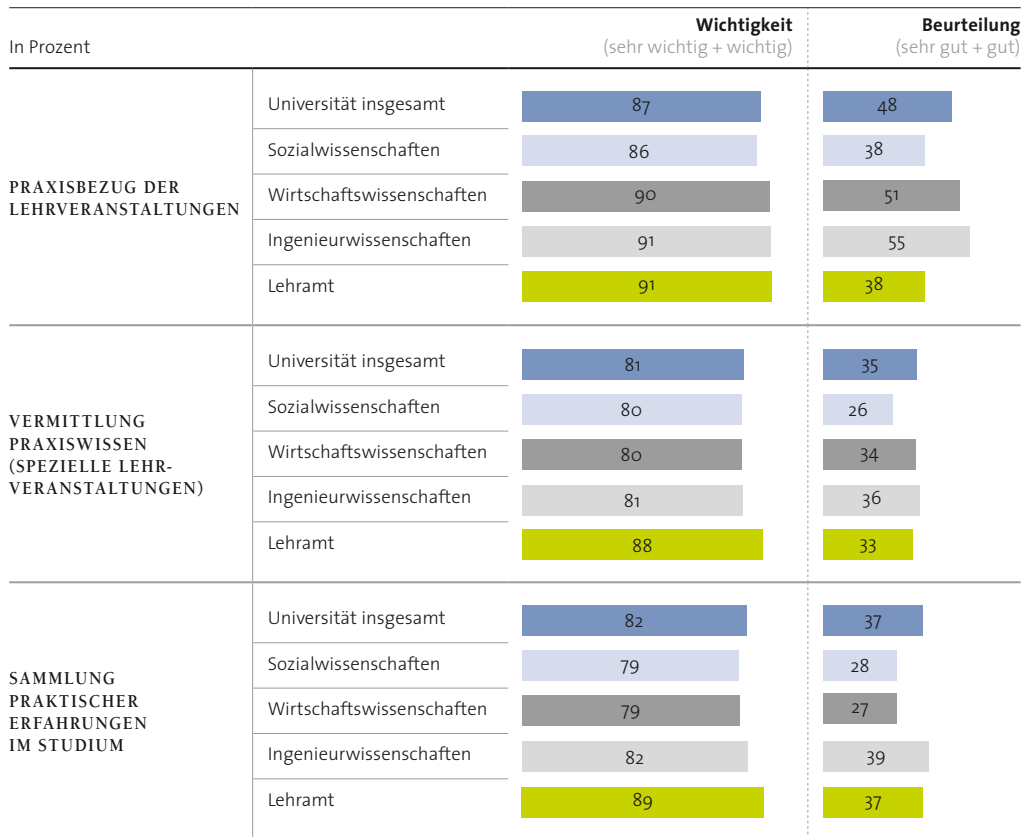 In Prozent
Wichtigkeit
(sehr wichtig + wichtig)
Beurteilung
(sehr gut + gut)
PRAXISBEZUG DER
LEHRVERANSTALTUNGEN
Universität insgesamt 87 48
Sozialwissenschaften 86 38
Wirtschaftswissenschaften 90 51
Ingenieurwissenschaften 91 55
Lehramt 91 38
VERMITTLUNG
PRAXISWISSEN
(SPEZIELLE LEHR-
VERANSTALTUNGEN)
Universität insgesamt 81 35
Sozialwissenschaften 80 26
Wirtschaftswissenschaften 80 34
Ingenieurwissenschaften 81 36
Lehramt 88 33
SAMMLUNG
PRAKTISCHER
ERFAHRUNGEN
IM STUDIUM
Universität insgesamt 82 37
Sozialwissenschaften 79 28
Wirtschaftswissenschaften 79 27
Ingenieurwissenschaften 82 39
Lehramt 89 37